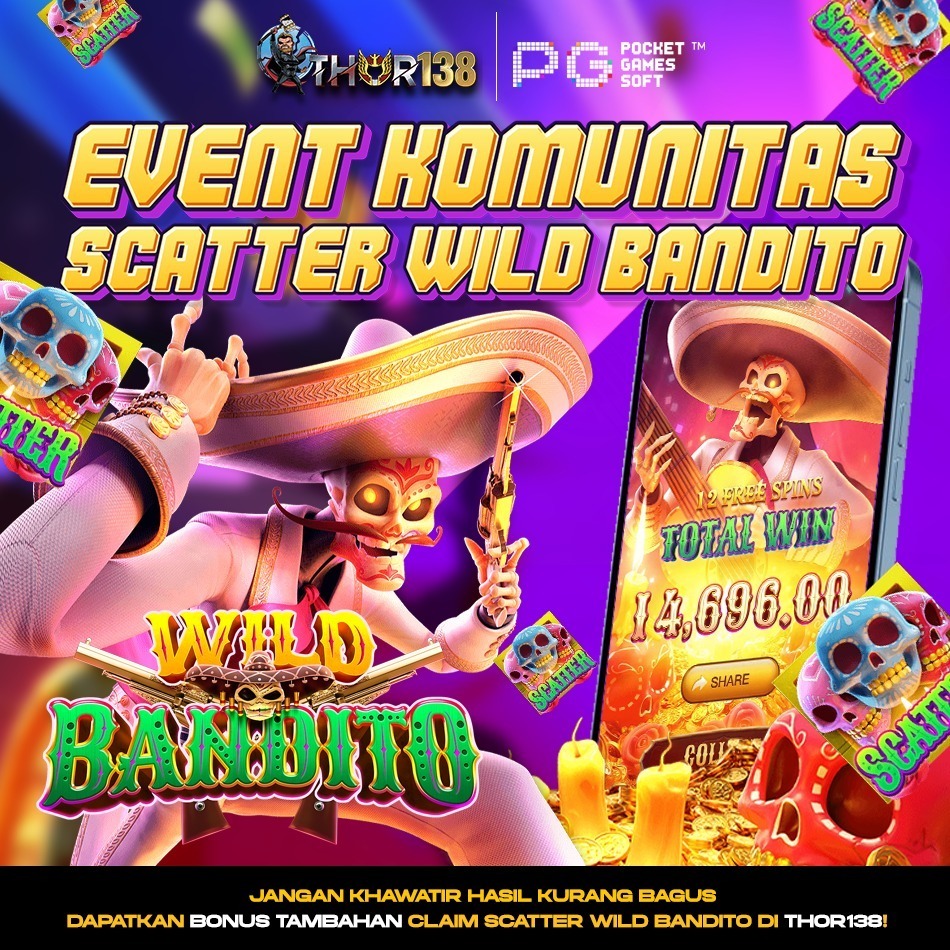 SCATTER
THOR138
PG POCKET GAMES SOFT™
SCATTER
EVENT KOMUNITAS
SCATTER WILD BANDITO
12 FREE SPINS
TOTAL WIN
14,696.00
SHARE
WILD
BANDITO
SCATTER
SCATTER
JANGAN KHAWATIR HASIL KURANG BAGUS
DAPATKAN BONUS TAMBAHAN CLAIM SCATTER WILD BANDITO DI THOR138!